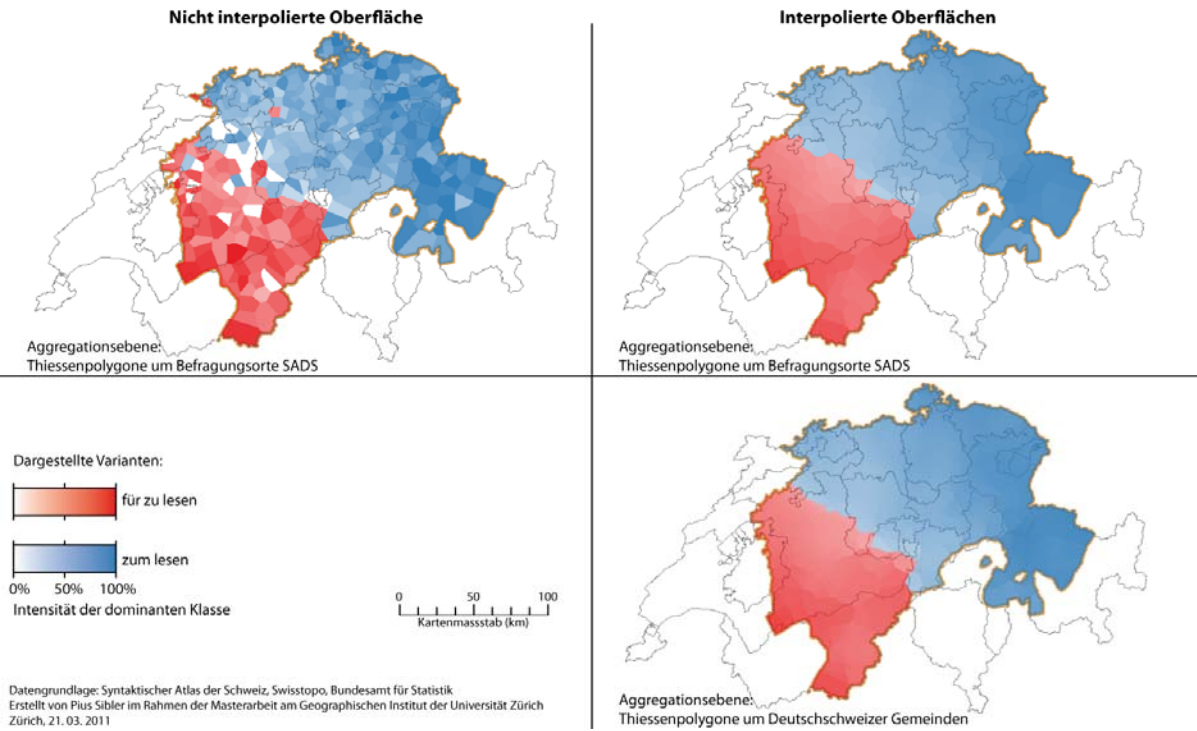 Nicht interpolierte Oberfläche
Interpolierte Oberflächen
Aggregationsebene:
Thiessenpolygone um Befragungsorte SADS
Aggregationsebene:
Thiessenpolygone um Befragungsorte SADS
Dargestellte Varianten:
für zu lesen
zum lesen
0% 50% 100%
Intensität der dominanten Klasse
0 50 100
Kartenmassstab (km)
Datengrundlage: Syntaktischer Atlas der Schweiz, Swisstopo, Bundesamt für Statistik
Erstellt von Pius Sibler im Rahmen der Masterarbeit am Geographischen Institut der Universität Zürich
Zürich, 21. 03. 2011
Aggregationsebene:
Thiessenpolygone um Deutschschweizer Gemeinden